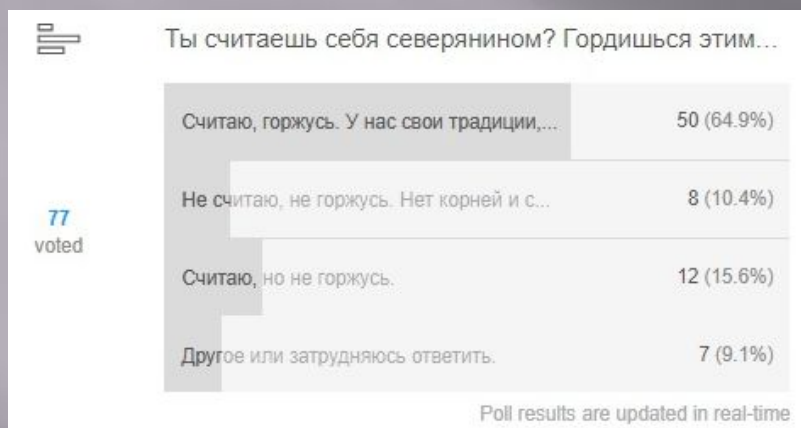 Ты считаешь себя северянином? Гордишься этим...
Считаю, горжусь. У нас свои традиции,... 50 (64.9%)
Не считаю, не горжусь. Нет корней и с... 8 (10.4%)
77
voted
Считаю, но не горжусь. 12 (15.6%)
Другое или затрудняюсь ответить. 7 (9.1%)
Poll results are updated in real-time